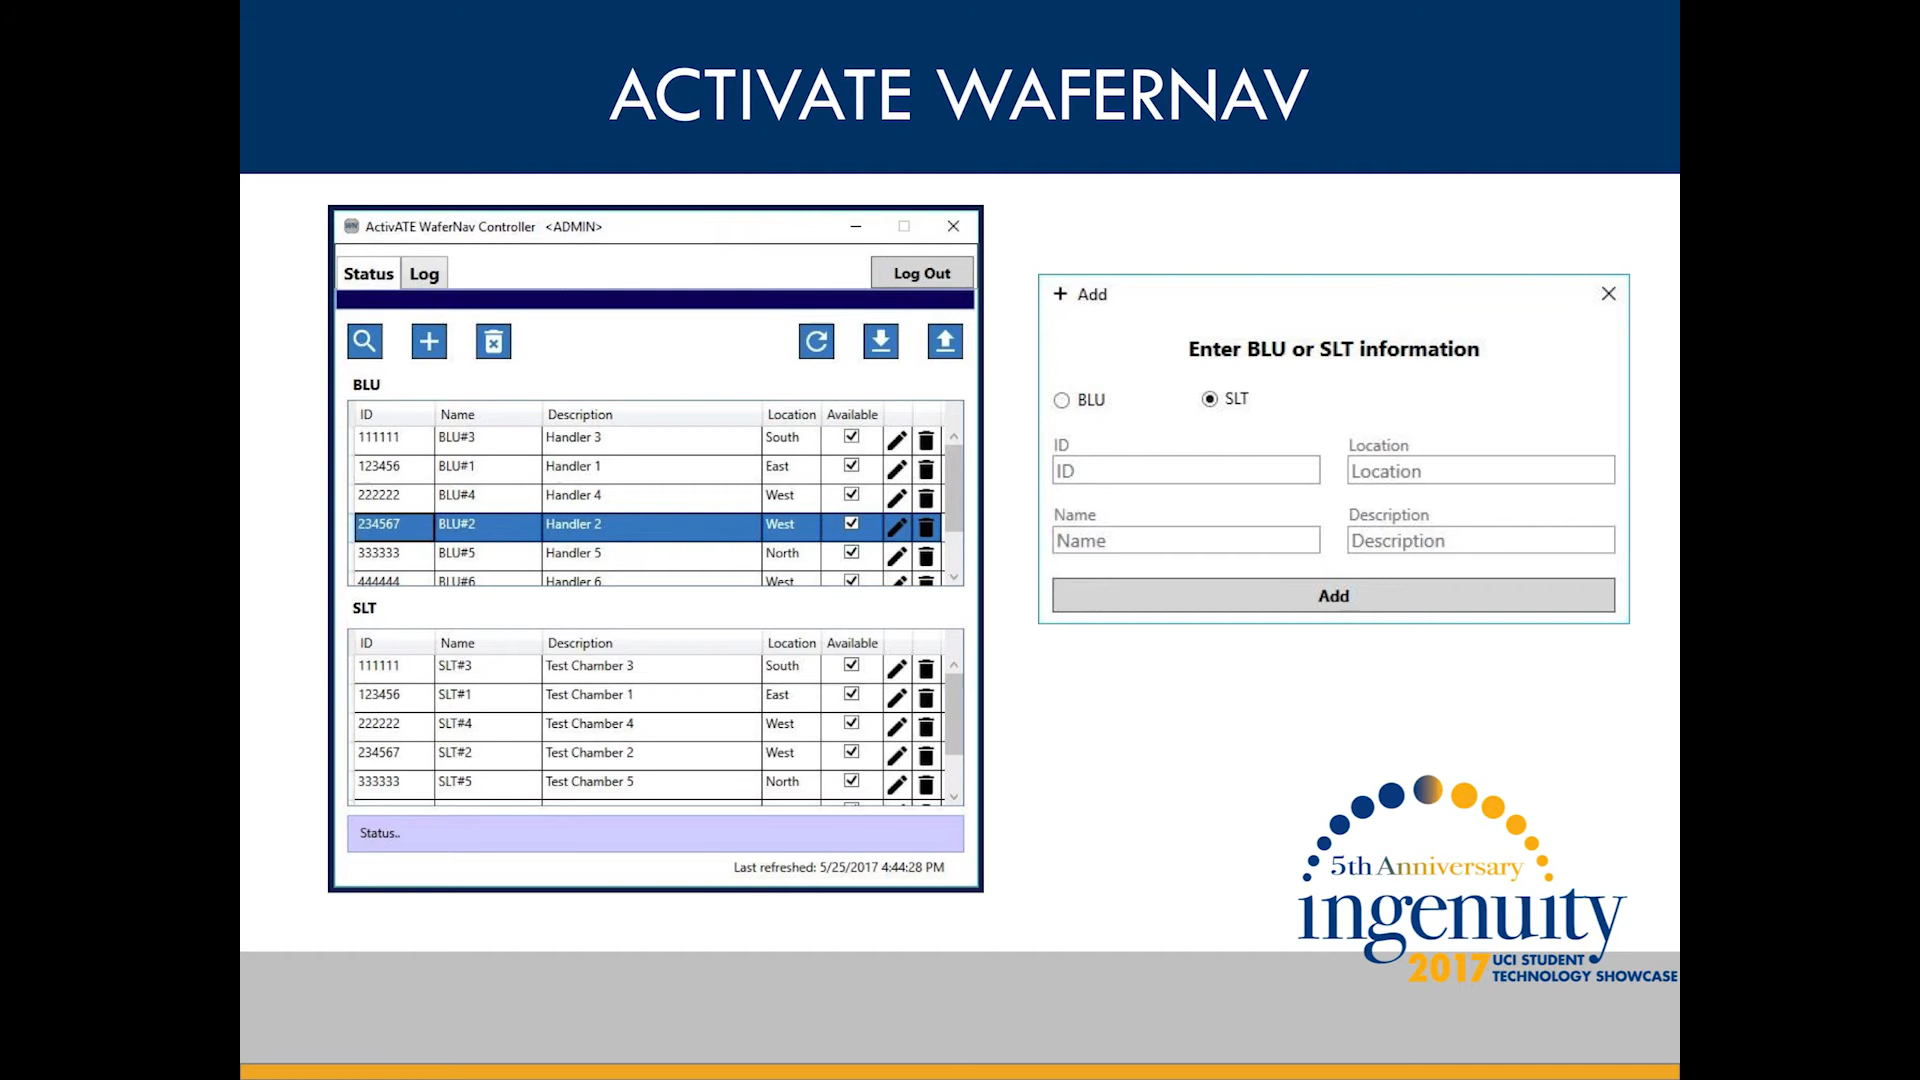 ACTIVATE WAFERNAV
ActivATE WaferNav Controller <ADMIN>
Status Log Log Out
BLU
ID Name Description Location Available
111111 BLU#3 Handler 3 South
123456 BLU#1 Handler 1 East
222222 BLU#4 Handler 4 West
234567 BLU#2 Handler 2 West
333333 BLU#5 Handler 5 North
444444 BLU#6 Handler 6 West
SLT
ID Name Description Location Available
111111 SLT#3 Test Chamber 3 South
123456 SLT#1 Test Chamber 1 East
222222 SLT#4 Test Chamber 4 West
234567 SLT#2 Test Chamber 2 West
333333 SLT#5 Test Chamber 5 North
Status..
Last refreshed: 5/25/2017 4:44:28 PM
+ Add
Enter BLU or SLT information
BLU SLT
ID Location
ID Location
Name Description
Name Description
Add
5th Anniversary
ingenuity
2017 UCI STUDENT
TECHNOLOGY SHOWCASE